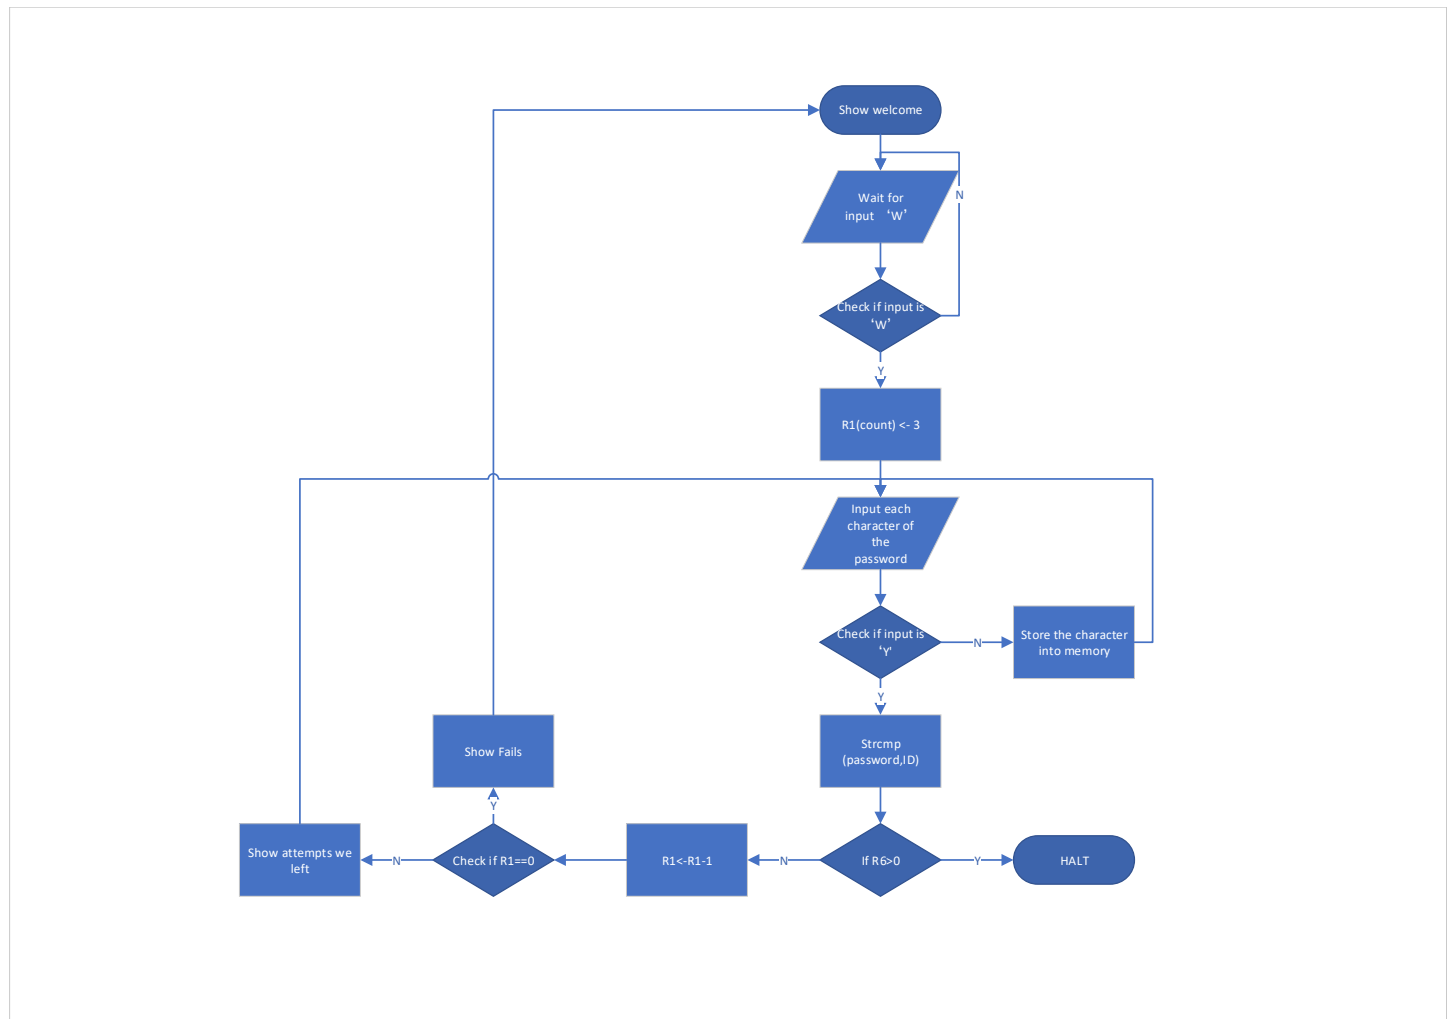 Show welcome
Wait for
input ‘W’
N
Check if input is
‘W’
Y
R1(count) <- 3
Input each
character of
the
password
Check if input is
‘Y’
N
Store the character
into memory
Y
Show Fails
Strcmp
(password,ID)
Y
Show attempts we
left
N
Check if R1==0
R1<-R1-1
N
If R6>0
Y
HALT